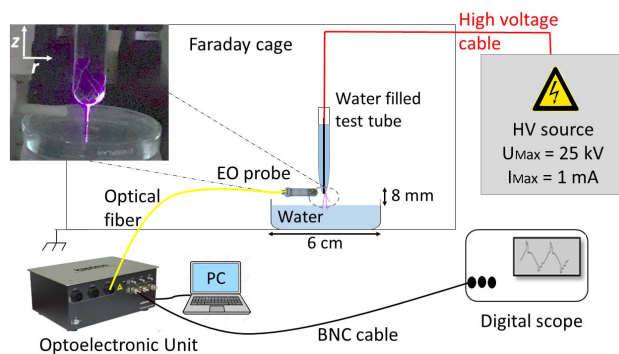 z
r
Faraday cage
High voltage
cable
Water filled
test tube
HV source
UMax = 25 kV
IMax = 1 mA
EO probe
Optical
fiber
8 mm
Water
6 cm
PC
BNC cable
Digital scope
Optoelectronic Unit